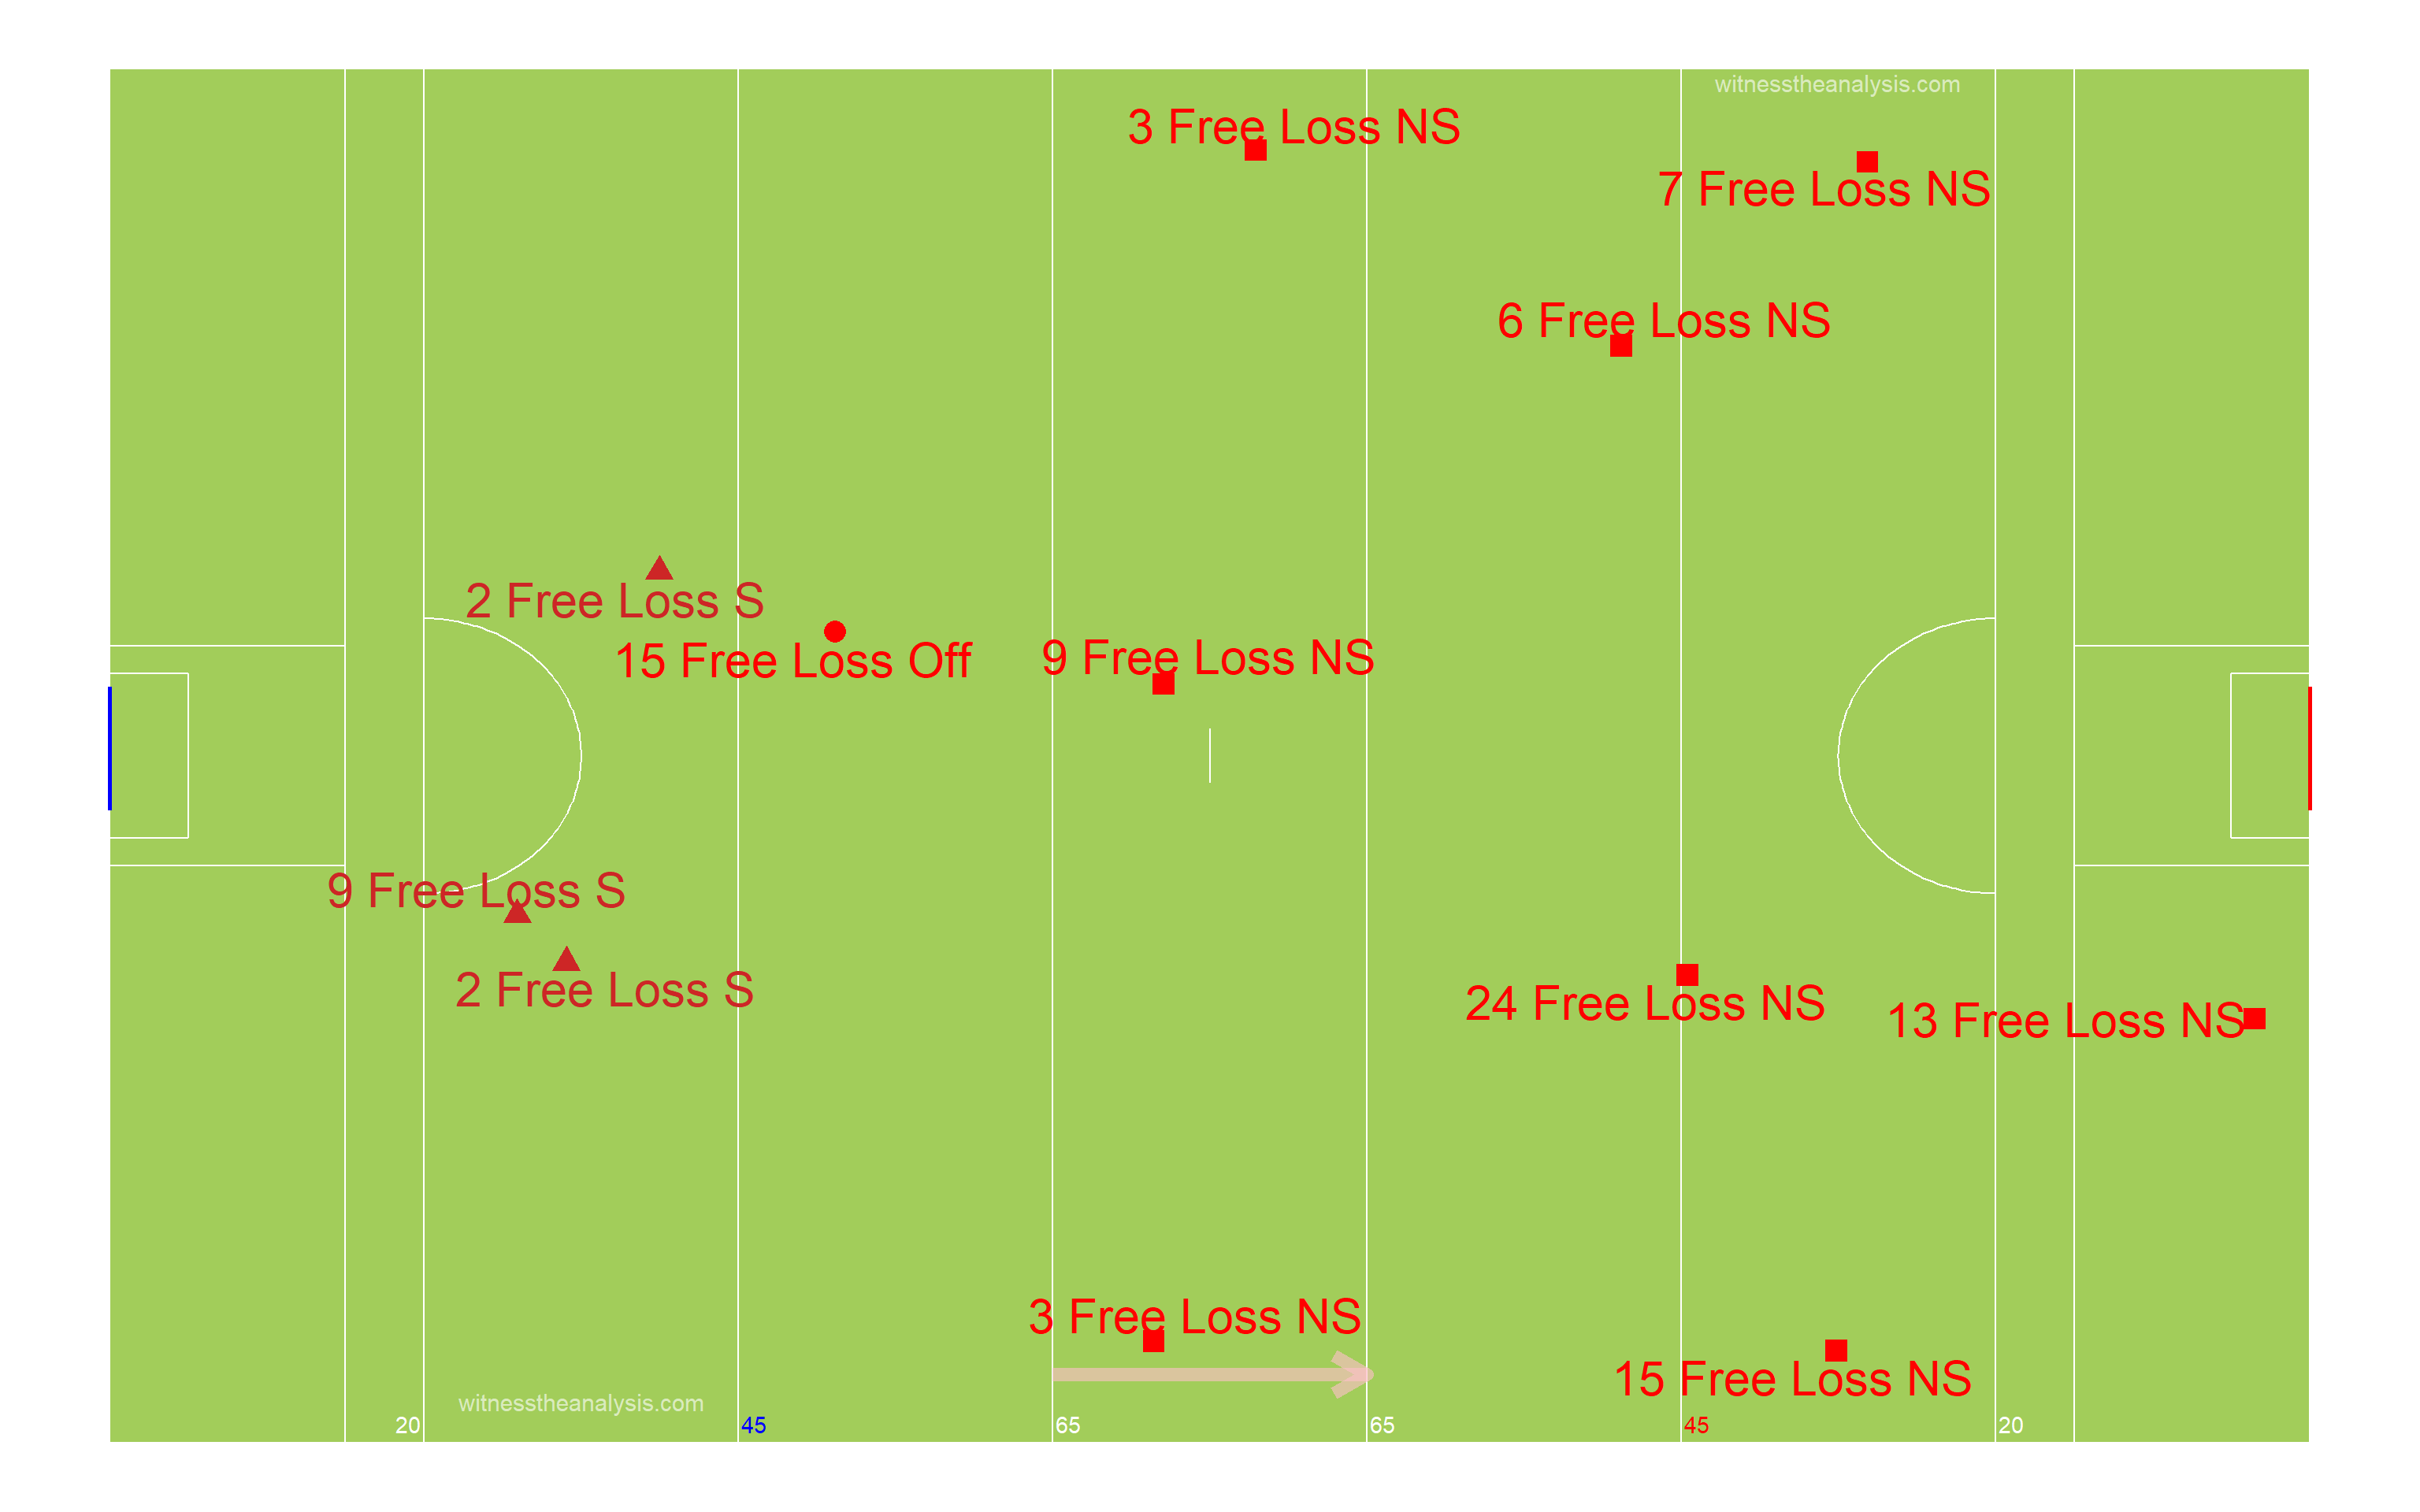 witnesstheanalysis.com
3 Free Loss NS
7 Free Loss NS
6 Free Loss NS
2 Free Loss S
15 Free Loss Off
9 Free Loss NS
9 Free Loss S
2 Free Loss S
24 Free Loss NS
13 Free Loss NS
3 Free Loss NS
15 Free Loss NS
witnesstheanalysis.com
20
45
65
65
45
20